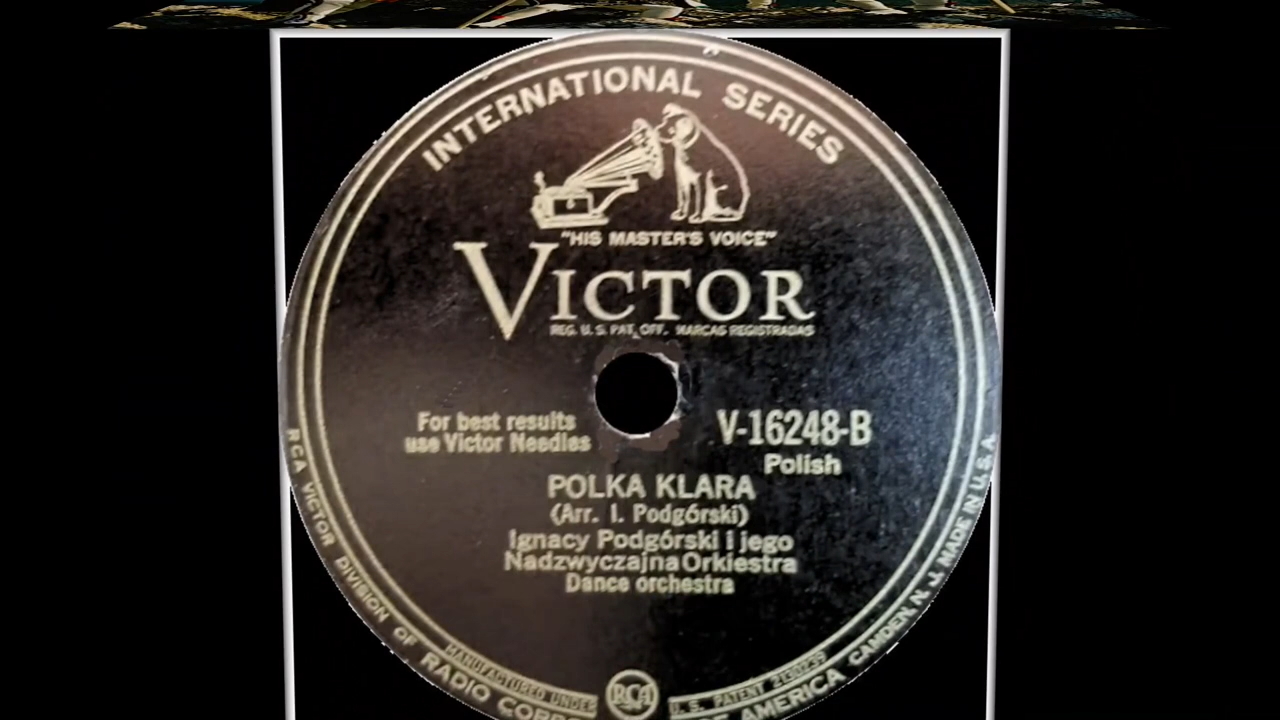 INTERNATIONAL SERIES
"HIS MASTER'S VOICE"
VICTOR
REG. U. S. PAT. OFF. MARCAS REGISTRADAS
For best results
use Victor Needles
V-16248-B
Polish
POLKA KLARA
(Arr. I. Podgórski)
Ignacy Podgórski i jego
Nadzwyczajna Orkiestra
Dance orchestra
MANUFACTURED UNDER
RCA
U. S. PATENT 2130239
RCA VICTOR DIVISION OF RADIO
AMERICA CAMDEN, N. J. MADE IN U.S.A.